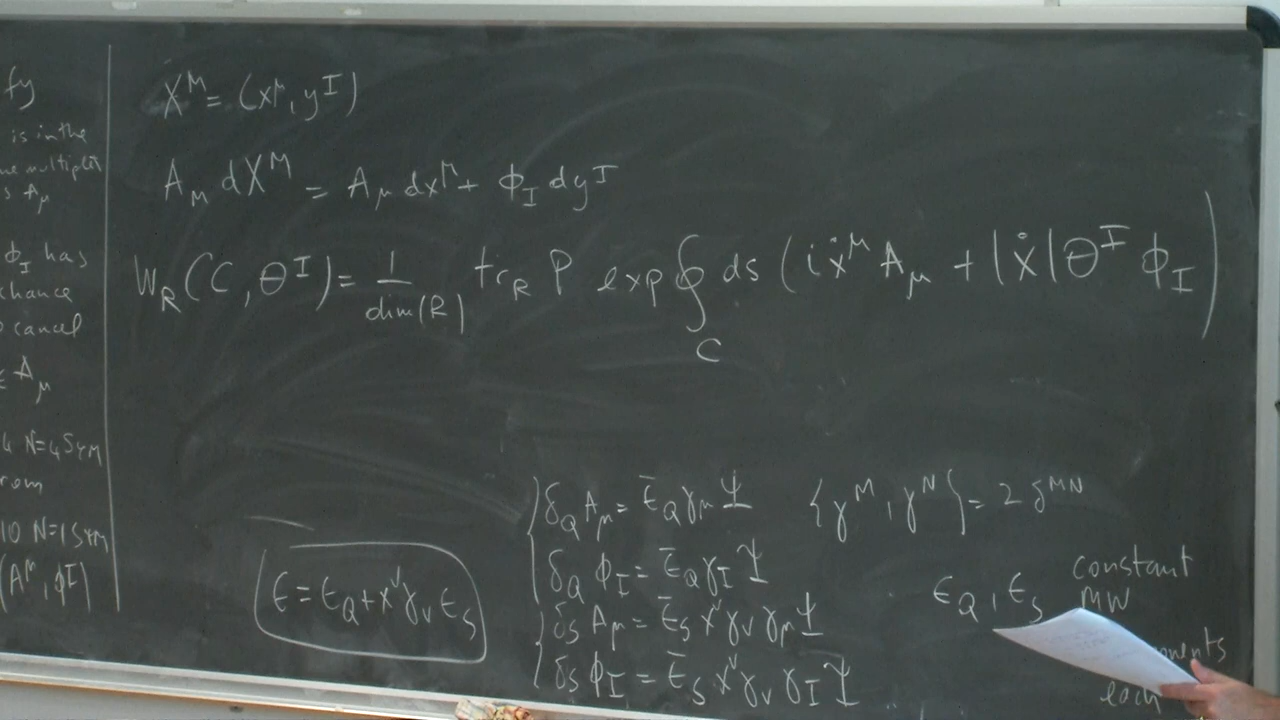 fy
is in the
multiplet
s A_μ
ϕ_I has
chance
cancel
A_μ
4 N=4 SYM
rom
10 N=1 SYM
(A^μ, ϕ^I)
X^M = (x^μ, y^I)
A_M dX^M = A_μ dx^μ + ϕ_I dy^I
W_R(C, θ^I) = 1/dim(R) tr_R P exp ∮_C ds (i ẋ^μ A_μ + |ẋ| θ^I ϕ_I)
δ_Q A_μ = ε̄_Q γ_μ Ψ {γ^M, γ^N} = 2 δ^{MN}
δ_Q ϕ_I = ε̄_Q γ_I Ψ
δ_S A_μ = ε̄_S x^ν γ_ν γ_μ Ψ
δ_S ϕ_I = ε̄_S x^ν γ_ν γ_I Ψ
ε = ε_Q + x^ν γ_ν ε_S
ε_Q, ε_S constant
MW
onents
each